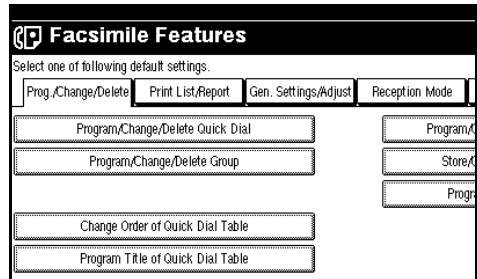 Facsimile Features
Select one of following default settings.
Prog./Change/Delete Print List/Report Gen. Settings/Adjust Reception Mode
Program/Change/Delete Quick Dial
Program/Change/Delete Group
Store/
Change Order of Quick Dial Table
Program Title of Quick Dial Table